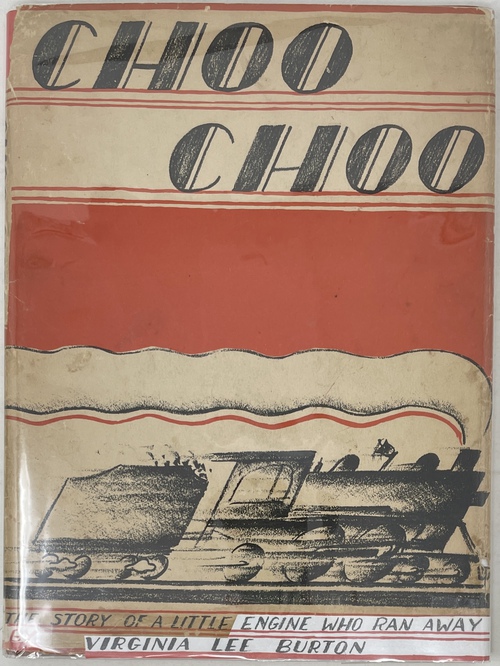 CHOO
CHOO
THE STORY OF A LITTLE ENGINE WHO RAN AWAY
VIRGINIA LEE BURTON